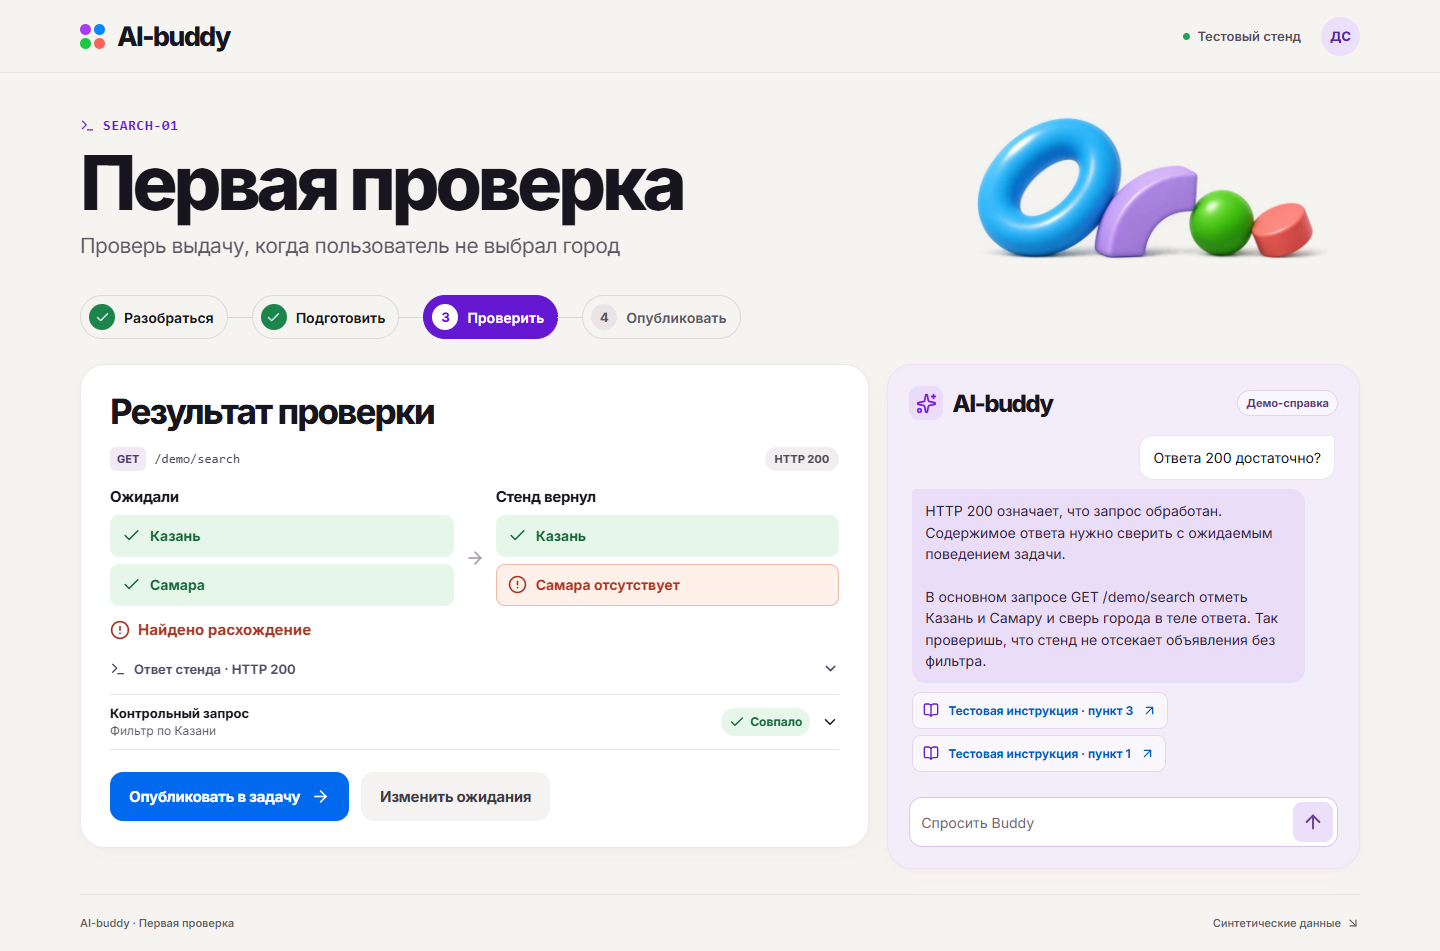 AI-buddy
Тестовый стенд
ДС
SEARCH-01
Первая проверка
Проверь выдачу, когда пользователь не выбрал город
Разобраться
Подготовить
3 Проверить
4 Опубликовать
Результат проверки
GET /demo/search
HTTP 200
Ожидали
Казань
Самара
Стенд вернул
Казань
Самара отсутствует
Найдено расхождение
Ответ стенда · HTTP 200
Контрольный запрос
Фильтр по Казани
Совпало
Опубликовать в задачу
Изменить ожидания
AI-buddy
Демо-справка
Ответа 200 достаточно?
HTTP 200 означает, что запрос обработан.
Содержимое ответа нужно сверить с ожидаемым
поведением задачи.
В основном запросе GET /demo/search отметь
Казань и Самару и сверь города в теле ответа. Так
проверишь, что стенд не отсекает объявления без
фильтра.
Тестовая инструкция · пункт 3
Тестовая инструкция · пункт 1
Спросить Buddy
AI-buddy · Первая проверка
Синтетические данные